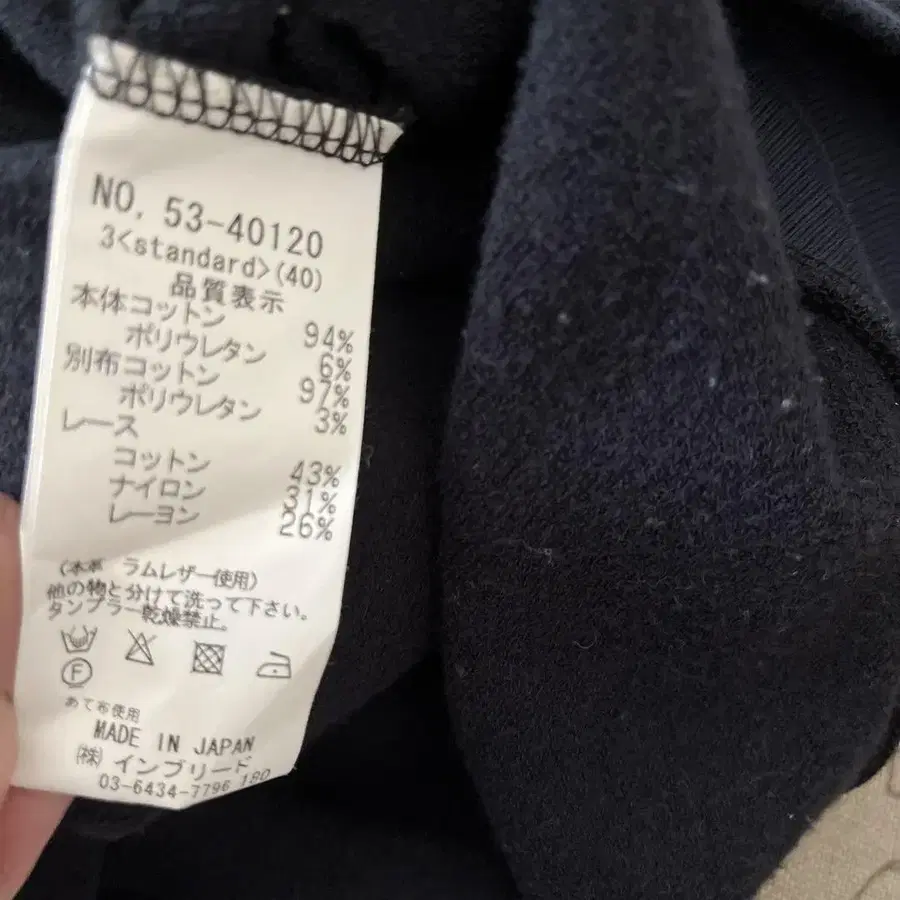 NO. 53-40120
3<standard>(40)
品質表示
本体コットン 94%
ポリウレタン 6%
別布コットン 97%
ポリウレタン 3%
レース
コットン 43%
ナイロン 31%
レーヨン 26%
(本革 ラムレザー使用)
他の物と分けて洗って下さい。
タンブラー乾燥禁止。
F
あて布使用
MADE IN JAPAN
㈱インブリード
03-6434-7796 180